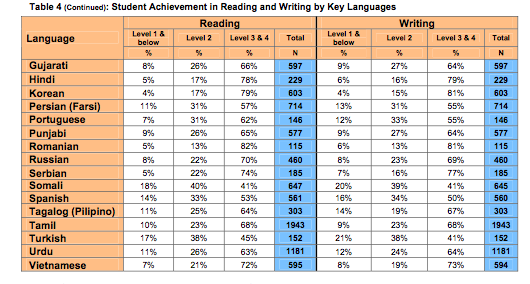 Table 4 (Continued): Student Achievement in Reading and Writing by Key Languages
Language Reading Writing
Level 1 & below Level 2 Level 3 & 4 Total Level 1 & below Level 2 Level 3 & 4 Total
% % % N % % % N
Gujarati 8% 26% 66% 597 9% 27% 64% 597
Hindi 5% 17% 78% 229 6% 16% 79% 229
Korean 4% 17% 79% 603 4% 15% 81% 603
Persian (Farsi) 11% 31% 57% 714 13% 31% 55% 714
Portuguese 7% 31% 62% 146 12% 33% 55% 146
Punjabi 9% 26% 65% 577 9% 27% 64% 577
Romanian 5% 13% 82% 115 6% 13% 81% 115
Russian 8% 22% 70% 460 8% 23% 69% 460
Serbian 5% 22% 74% 185 7% 16% 77% 185
Somali 18% 40% 41% 647 20% 39% 41% 645
Spanish 14% 33% 53% 561 16% 34% 50% 560
Tagalog (Pilipino) 11% 25% 64% 303 14% 19% 67% 303
Tamil 10% 23% 68% 1943 9% 23% 68% 1943
Turkish 17% 38% 45% 152 21% 38% 41% 152
Urdu 11% 26% 63% 1181 12% 24% 64% 1181
Vietnamese 7% 21% 72% 595 8% 19% 73% 594